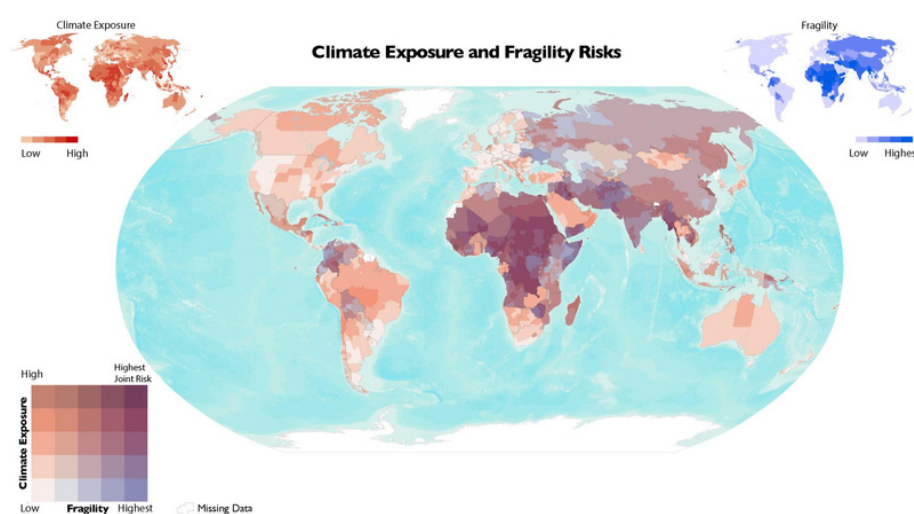 Climate Exposure
Low High
Climate Exposure and Fragility Risks
Fragility
Low Highest
High
Highest
Joint Risk
Climate Exposure
Low Fragility Highest
Missing Data